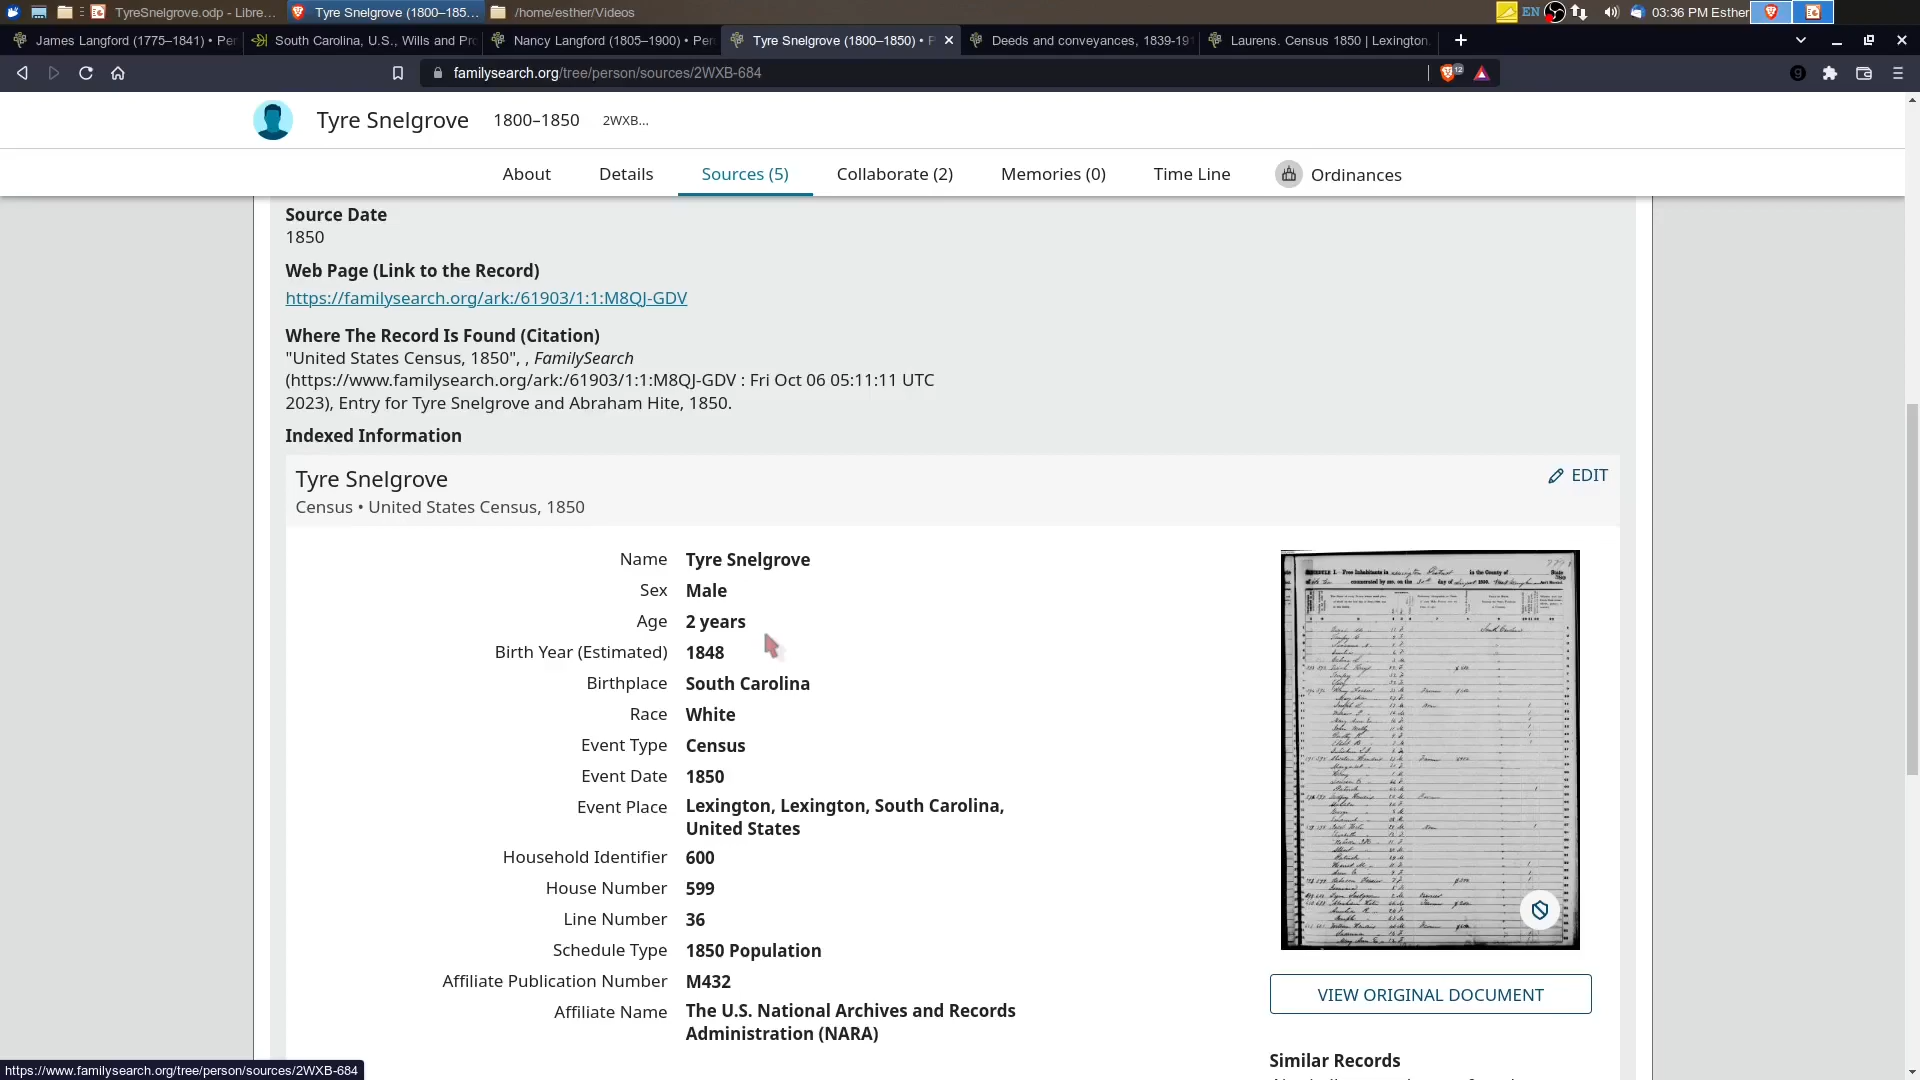 TyreSnelgrove.odp - Libre...
Tyre Snelgrove (1800–185...
/home/esther/Videos
EN
03:36 PM Esther
James Langford (1775–1841) • Per
South Carolina, U.S., Wills and Pro
Nancy Langford (1805–1900) • Per
Tyre Snelgrove (1800–1850) • P
Deeds and conveyances, 1839-19
Laurens. Census 1850 | Lexington,
familysearch.org/tree/person/sources/2WXB-684
12
Tyre Snelgrove
1800–1850
2WXB...
About
Details
Sources (5)
Collaborate (2)
Memories (0)
Time Line
Ordinances
Source Date
1850
Web Page (Link to the Record)
https://familysearch.org/ark:/61903/1:1:M8QJ-GDV
Where The Record Is Found (Citation)
"United States Census, 1850", , FamilySearch
(https://www.familysearch.org/ark:/61903/1:1:M8QJ-GDV : Fri Oct 06 05:11:11 UTC
2023), Entry for Tyre Snelgrove and Abraham Hite, 1850.
Indexed Information
Tyre Snelgrove
EDIT
Census • United States Census, 1850
Name Tyre Snelgrove
Sex Male
Age 2 years
Birth Year (Estimated) 1848
Birthplace South Carolina
Race White
Event Type Census
Event Date 1850
Event Place Lexington, Lexington, South Carolina,
United States
Household Identifier 600
House Number 599
Line Number 36
Schedule Type 1850 Population
Affiliate Publication Number M432
Affiliate Name The U.S. National Archives and Records
Administration (NARA)
VIEW ORIGINAL DOCUMENT
Similar Records
https://www.familysearch.org/tree/person/sources/2WXB-684